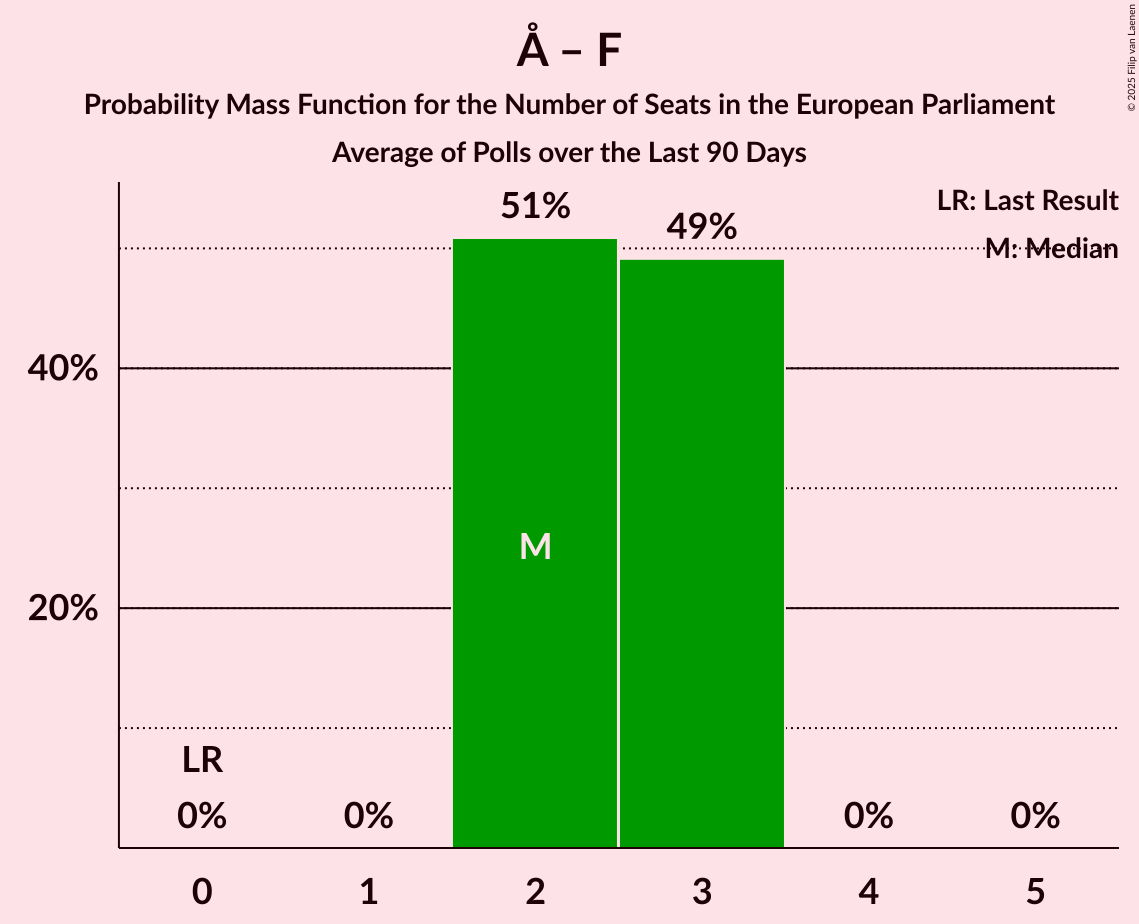 Å – F
Probability Mass Function for the Number of Seats in the European Parliament
Average of Polls over the Last 90 Days
© 2025 Filip van Laenen
LR: Last Result
M: Median
51%
49%
40%
20%
M
LR
0%
0%
0%
0%
0
1
2
3
4
5